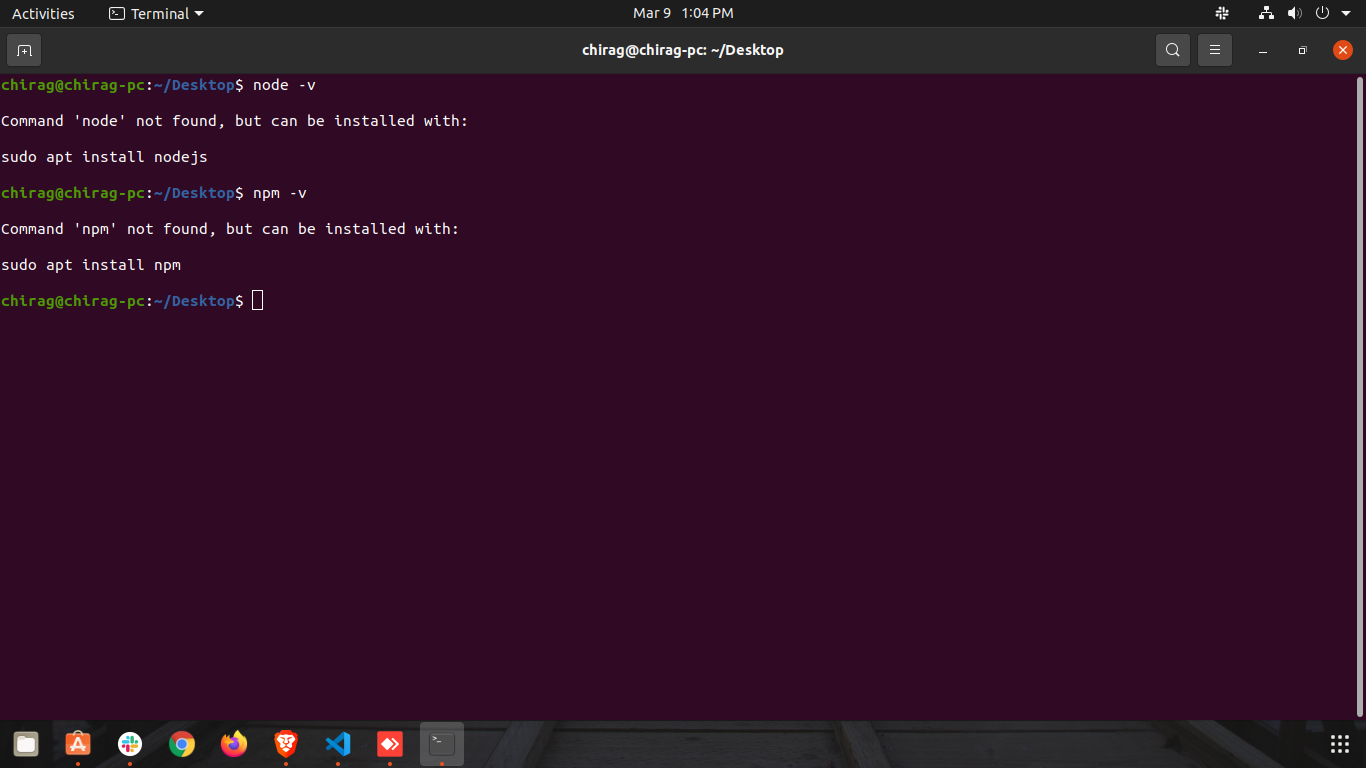 Activities Terminal Mar 9 1:04 PM
chirag@chirag-pc: ~/Desktop
chirag@chirag-pc:~/Desktop$ node -v
Command 'node' not found, but can be installed with:
sudo apt install nodejs
chirag@chirag-pc:~/Desktop$ npm -v
Command 'npm' not found, but can be installed with:
sudo apt install npm
chirag@chirag-pc:~/Desktop$